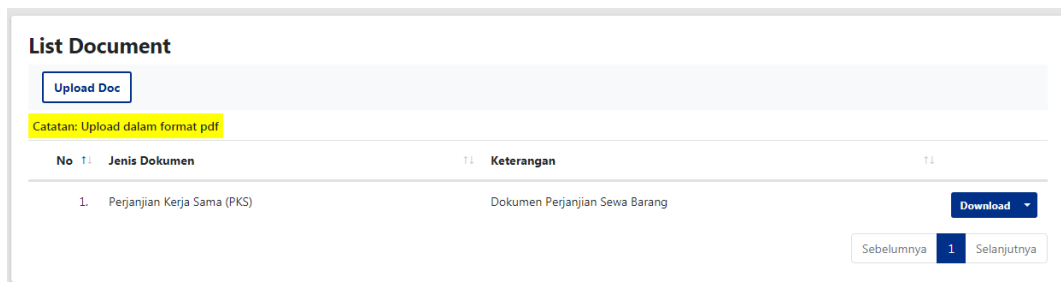 List Document
Upload Doc
Catatan: Upload dalam format pdf
No Jenis Dokumen Keterangan
1. Perjanjian Kerja Sama (PKS) Dokumen Perjanjian Sewa Barang Download
Sebelumnya 1 Selanjutnya